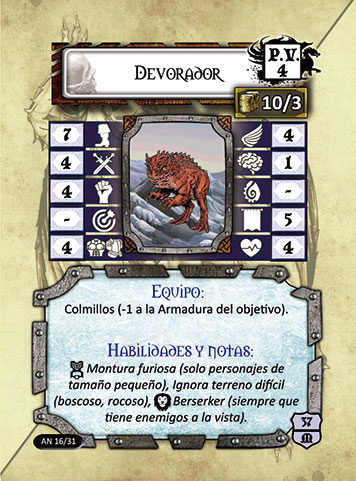 DEVORADOR
P.V.
4
10/3
7
4
4
4
1
-
-
5
4
4
EQUIPO:
Colmillos (-1 a la Armadura del objetivo).
HABILIDADES Y NOTAS:
Montura furiosa (solo personajes de
tamaño pequeño), Ignora terreno difícil
(boscoso, rocoso), Berserker (siempre que
tiene enemigos a la vista).
AN 16/31
37
M